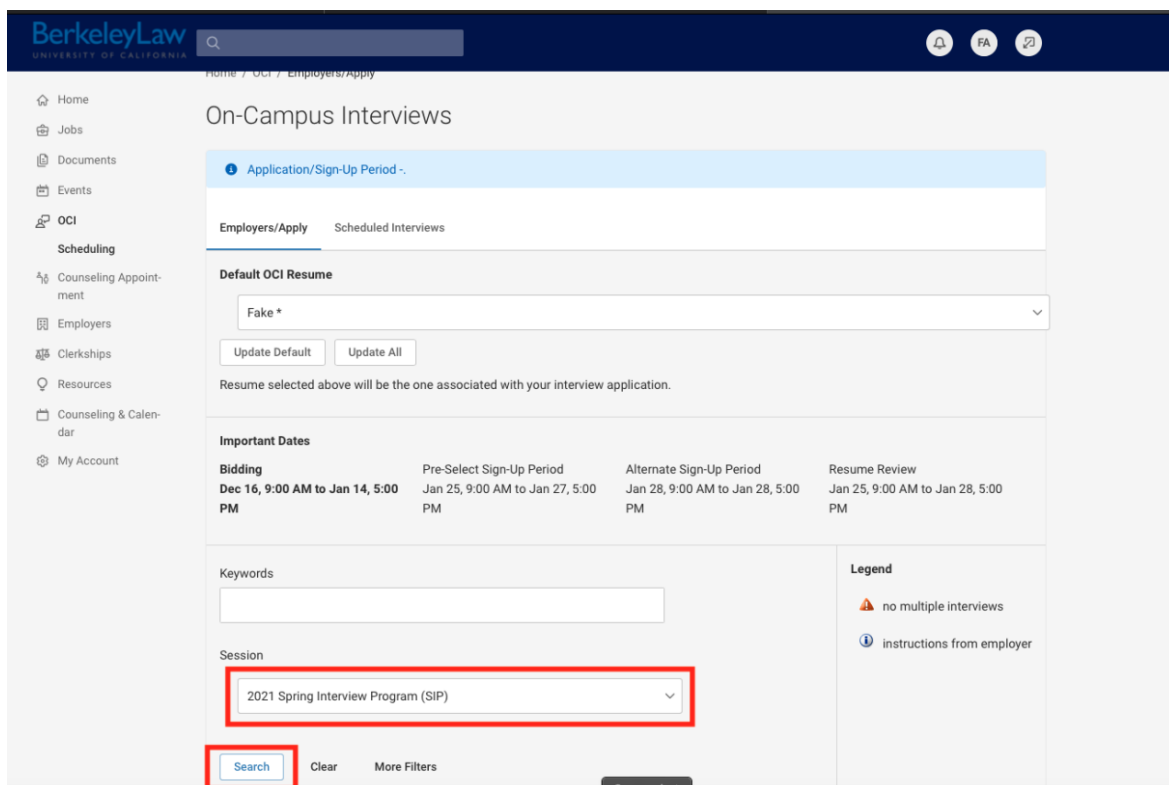 BerkeleyLaw
UNIVERSITY OF CALIFORNIA
FA
Home / OCI / Employers/Apply
Home
Jobs
Documents
Events
OCI
Scheduling
Counseling Appoint-
ment
Employers
Clerkships
Resources
Counseling & Calen-
dar
My Account
On-Campus Interviews
Application/Sign-Up Period -.
Employers/Apply Scheduled Interviews
Default OCI Resume
Fake *
Update Default Update All
Resume selected above will be the one associated with your interview application.
Important Dates
Bidding
Dec 16, 9:00 AM to Jan 14, 5:00
PM
Pre-Select Sign-Up Period
Jan 25, 9:00 AM to Jan 27, 5:00
PM
Alternate Sign-Up Period
Jan 28, 9:00 AM to Jan 28, 5:00
PM
Resume Review
Jan 25, 9:00 AM to Jan 28, 5:00
PM
Keywords
Session
2021 Spring Interview Program (SIP)
Search Clear More Filters
Legend
no multiple interviews
instructions from employer